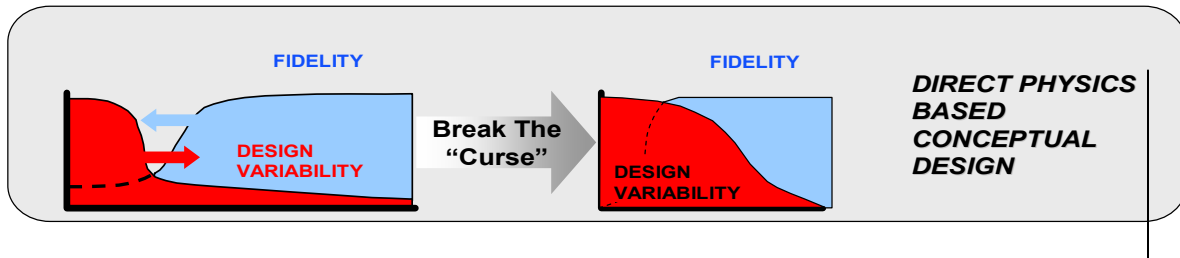 FIDELITY
DESIGN
VARIABILITY
Break The
“Curse”
FIDELITY
DESIGN
VARIABILITY
DIRECT PHYSICS
BASED
CONCEPTUAL
DESIGN